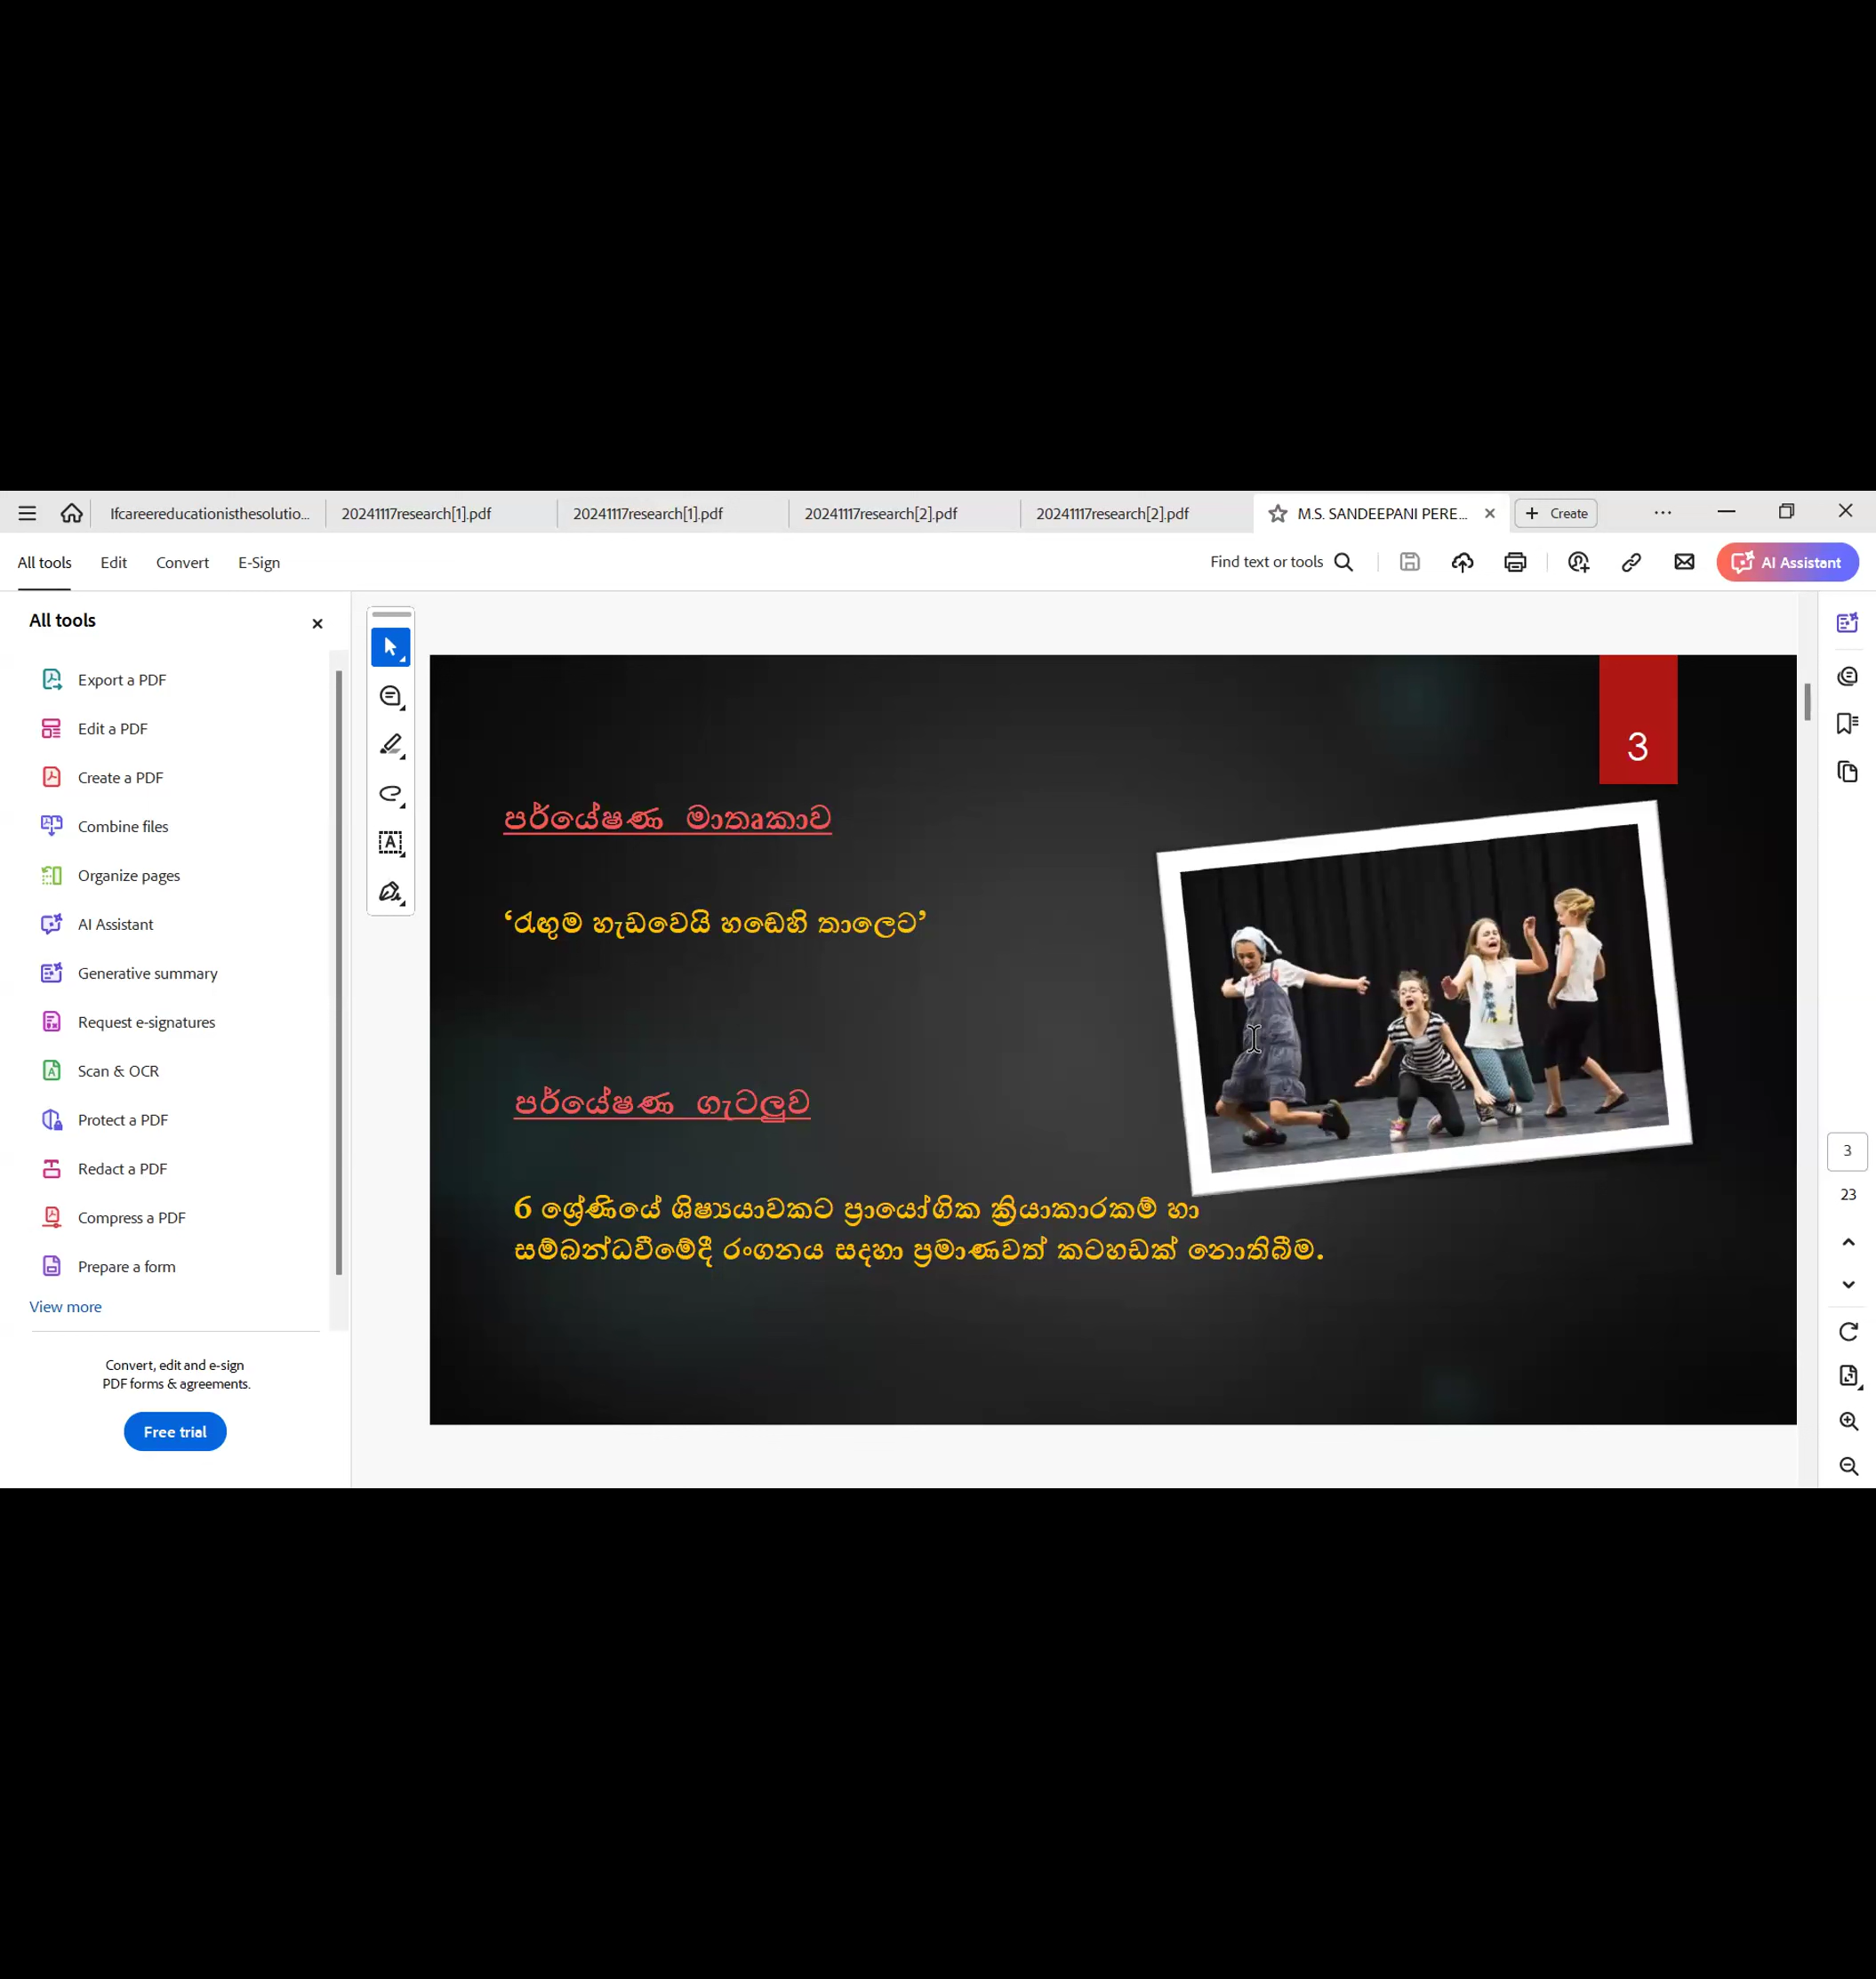 Ifcareereducationisthesolutio...
20241117research[1].pdf
20241117research[1].pdf
20241117research[2].pdf
20241117research[2].pdf
M.S. SANDEEPANI PERE...
Create
All tools
Edit
Convert
E-Sign
Find text or tools
AI Assistant
All tools
Export a PDF
Edit a PDF
Create a PDF
Combine files
Organize pages
AI Assistant
Generative summary
Request e-signatures
Scan & OCR
Protect a PDF
Redact a PDF
Compress a PDF
Prepare a form
View more
Convert, edit and e-sign
PDF forms & agreements.
Free trial
3
පර්යේෂණ මාතෘකාව
‘රැඟුම හැඩවෙයි හඬෙහි තාලෙට’
පර්යේෂණ ගැටලුව
6 ශ්‍රේණියේ ශිෂ්‍යයාවකට ප්‍රායෝගික ක්‍රියාකාරකම් හා
සම්බන්ධවීමේදී රංගනය සදහා ප්‍රමාණවත් කටහඩක් නොතිබීම.
3
23